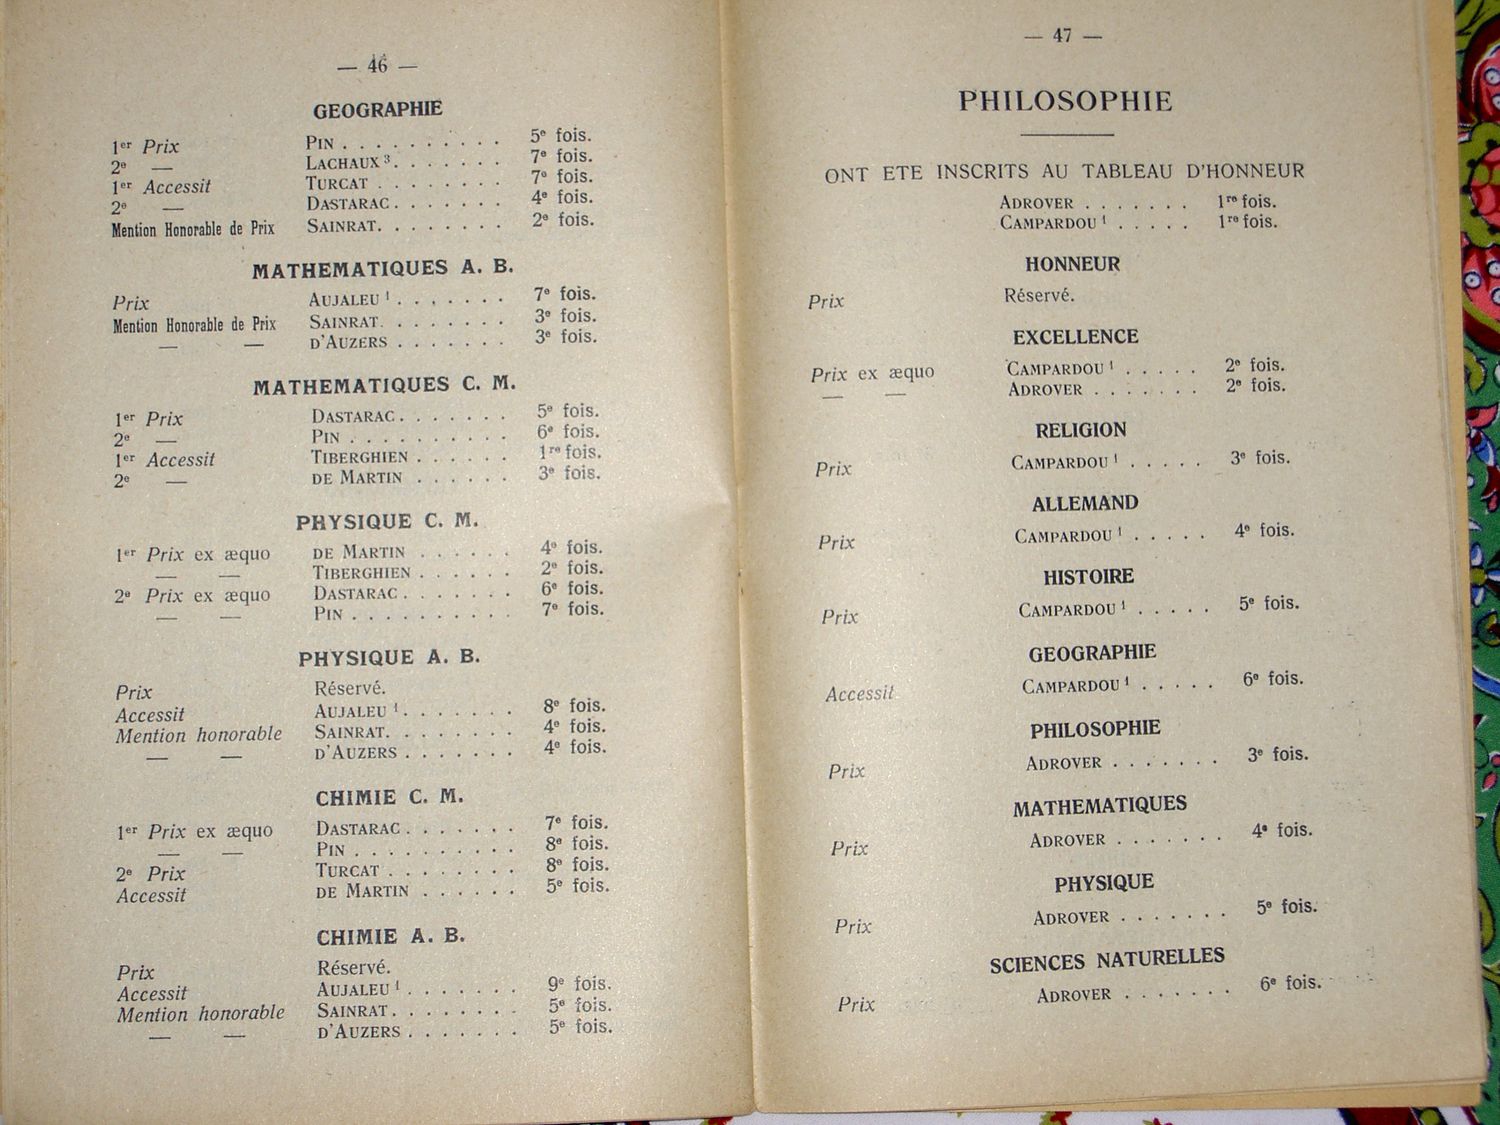 — 46 —
GEOGRAPHIE
1er Prix PIN . . . . . . . . . . 5e fois.
2e — LACHAUX 3. . . . . . . 7e fois.
1er Accessit TURCAT . . . . . . . . 7e fois.
2e — DASTARAC. . . . . . . 4e fois.
Mention Honorable de Prix SAINRAT. . . . . . . . 2e fois.
MATHEMATIQUES A. B.
Prix AUJALEU 1 . . . . . . . 7e fois.
Mention Honorable de Prix SAINRAT. . . . . . . . 3e fois.
— — D'AUZERS . . . . . . . 3e fois.
MATHEMATIQUES C. M.
1er Prix DASTARAC. . . . . . . 5e fois.
2e — PIN . . . . . . . . . . 6e fois.
1er Accessit TIBERGHIEN . . . . . . 1re fois.
2e — DE MARTIN . . . . . . 3e fois.
PHYSIQUE C. M.
1er Prix ex æquo DE MARTIN . . . . . . 4e fois.
— — TIBERGHIEN . . . . . . 2e fois.
2e Prix ex æquo DASTARAC. . . . . . . 6e fois.
— — PIN . . . . . . . . . . 7e fois.
PHYSIQUE A. B.
Prix Réservé.
Accessit AUJALEU 1. . . . . . . 8e fois.
Mention honorable SAINRAT. . . . . . . . 4e fois.
— — D'AUZERS . . . . . . . 4e fois.
CHIMIE C. M.
1er Prix ex æquo DASTARAC. . . . . . . 7e fois.
— — PIN . . . . . . . . . . 8e fois.
2e Prix TURCAT . . . . . . . . 8e fois.
Accessit DE MARTIN . . . . . . 5e fois.
CHIMIE A. B.
Prix Réservé.
Accessit AUJALEU 1 . . . . . . . 9e fois.
Mention honorable SAINRAT. . . . . . . . 5e fois.
— — D'AUZERS . . . . . . . 5e fois.
— 47 —
PHILOSOPHIE
ONT ETE INSCRITS AU TABLEAU D'HONNEUR
ADROVER . . . . . . . 1re fois.
CAMPARDOU 1 . . . . . 1re fois.
HONNEUR
Prix Réservé.
EXCELLENCE
Prix ex æquo CAMPARDOU 1 . . . . . 2e fois.
— — ADROVER . . . . . . . 2e fois.
RELIGION
Prix CAMPARDOU 1 . . . . . 3e fois.
ALLEMAND
Prix CAMPARDOU 1 . . . . . 4e fois.
HISTOIRE
Prix CAMPARDOU 1 . . . . . 5e fois.
GEOGRAPHIE
Accessit CAMPARDOU 1 . . . . . 6e fois.
PHILOSOPHIE
Prix ADROVER . . . . . . . 3e fois.
MATHEMATIQUES
Prix ADROVER . . . . . . . 4e fois.
PHYSIQUE
Prix ADROVER . . . . . . . 5e fois.
SCIENCES NATURELLES
Prix ADROVER . . . . . . . 6e fois.